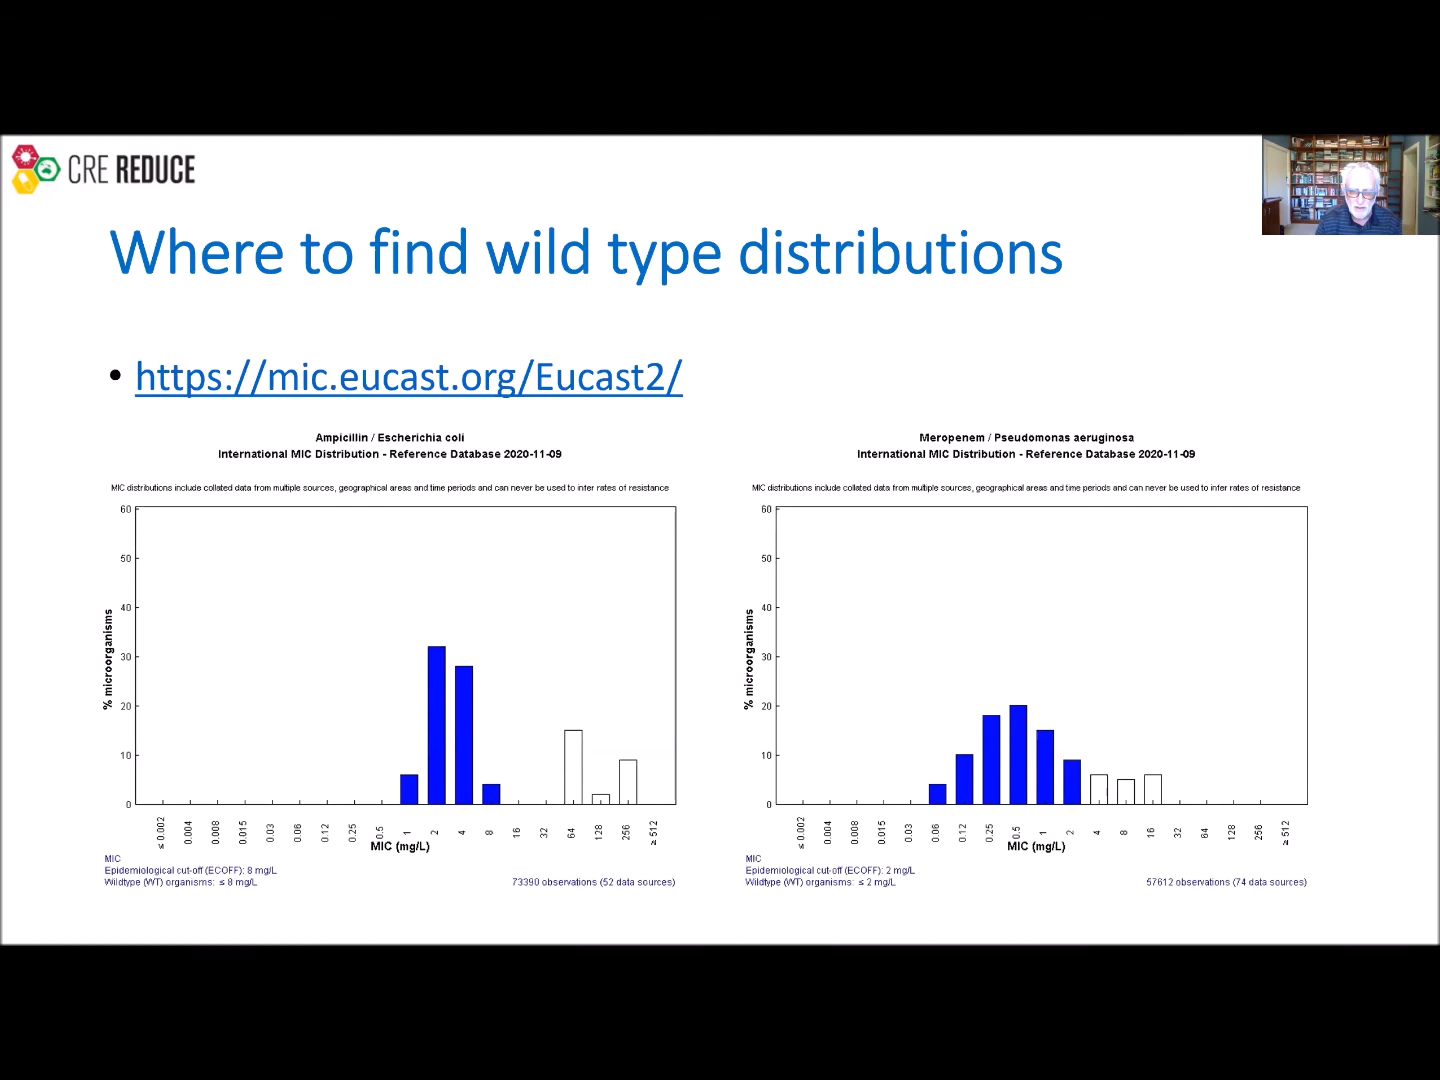 CRE REDUCE
Where to find wild type distributions
• https://mic.eucast.org/Eucast2/
Ampicillin / Escherichia coli
International MIC Distribution - Reference Database 2020-11-09
MIC distributions include collated data from multiple sources, geographical areas and time periods and can never be used to infer rates of resistance
60
50
40
30
20
10
0
% microorganisms
≤ 0.002
0.004
0.008
0.015
0.03
0.06
0.12
0.25
0.5
1
2
4
8
16
32
64
128
256
≥ 512
MIC (mg/L)
MIC
Epidemiological cut-off (ECOFF): 8 mg/L
Wildtype (WT) organisms: ≤ 8 mg/L
73390 observations (52 data sources)
Meropenem / Pseudomonas aeruginosa
International MIC Distribution - Reference Database 2020-11-09
MIC distributions include collated data from multiple sources, geographical areas and time periods and can never be used to infer rates of resistance
60
50
40
30
20
10
0
% microorganisms
≤ 0.002
0.004
0.008
0.015
0.03
0.06
0.12
0.25
0.5
1
2
4
8
16
32
64
128
256
≥ 512
MIC (mg/L)
MIC
Epidemiological cut-off (ECOFF): 2 mg/L
Wildtype (WT) organisms: ≤ 2 mg/L
57612 observations (74 data sources)